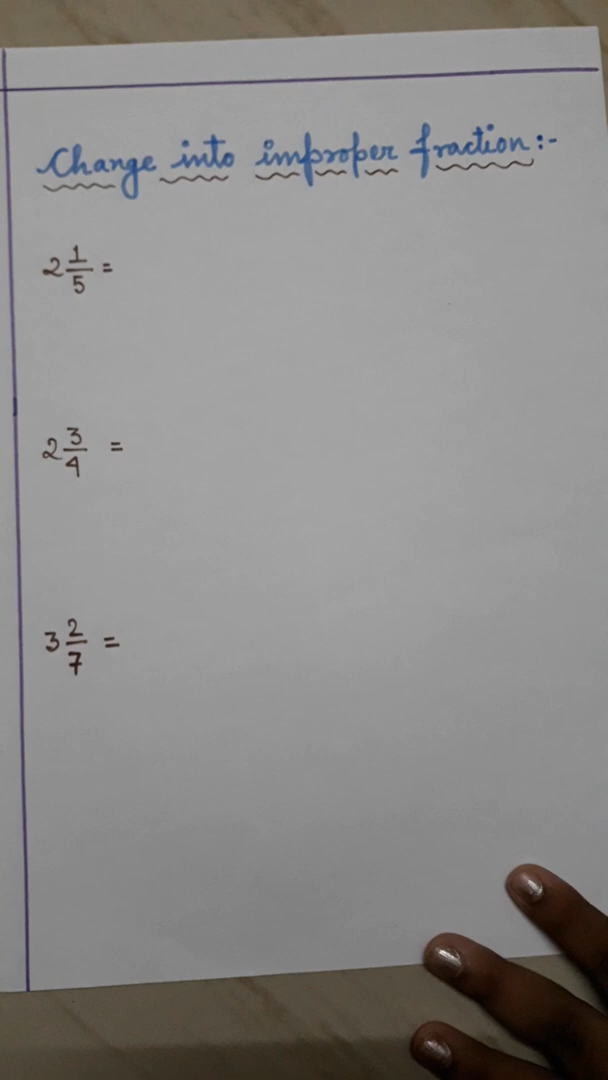 Change into improper fraction:-
2 1/5 =
2 3/4 =
3 2/7 =